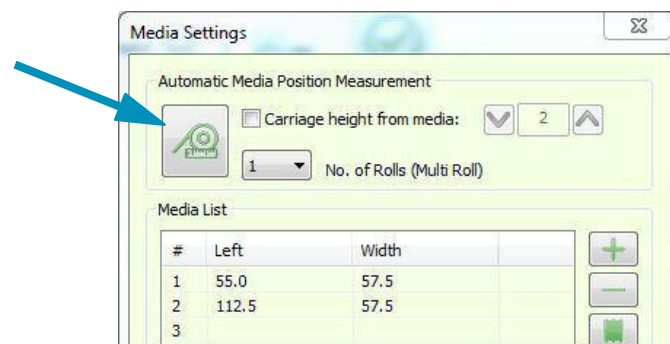 Media Settings
Automatic Media Position Measurement
Carriage height from media: 2
1 No. of Rolls (Multi Roll)
Media List
# Left Width
1 55.0 57.5
2 112.5 57.5
3